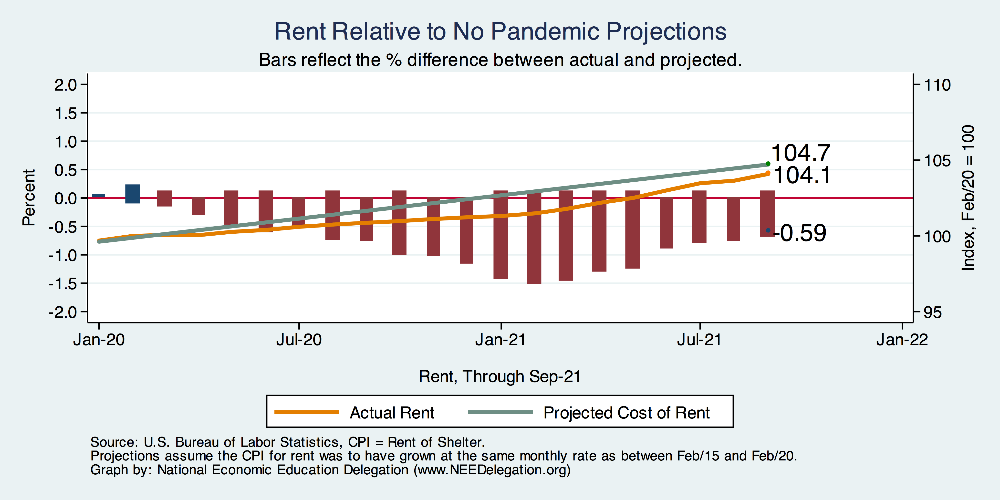 Rent Relative to No Pandemic Projections
Bars reflect the % difference between actual and projected.
Percent
2.0
1.5
1.0
0.5
0.0
-0.5
-1.0
-1.5
-2.0
110
105
100
95
Index, Feb/20 = 100
104.7
104.1
-0.59
Jan-20 Jul-20 Jan-21 Jul-21 Jan-22
Rent, Through Sep-21
Actual Rent Projected Cost of Rent
Source: U.S. Bureau of Labor Statistics, CPI = Rent of Shelter.
Projections assume the CPI for rent was to have grown at the same monthly rate as between Feb/15 and Feb/20.
Graph by: National Economic Education Delegation (www.NEEDelegation.org)